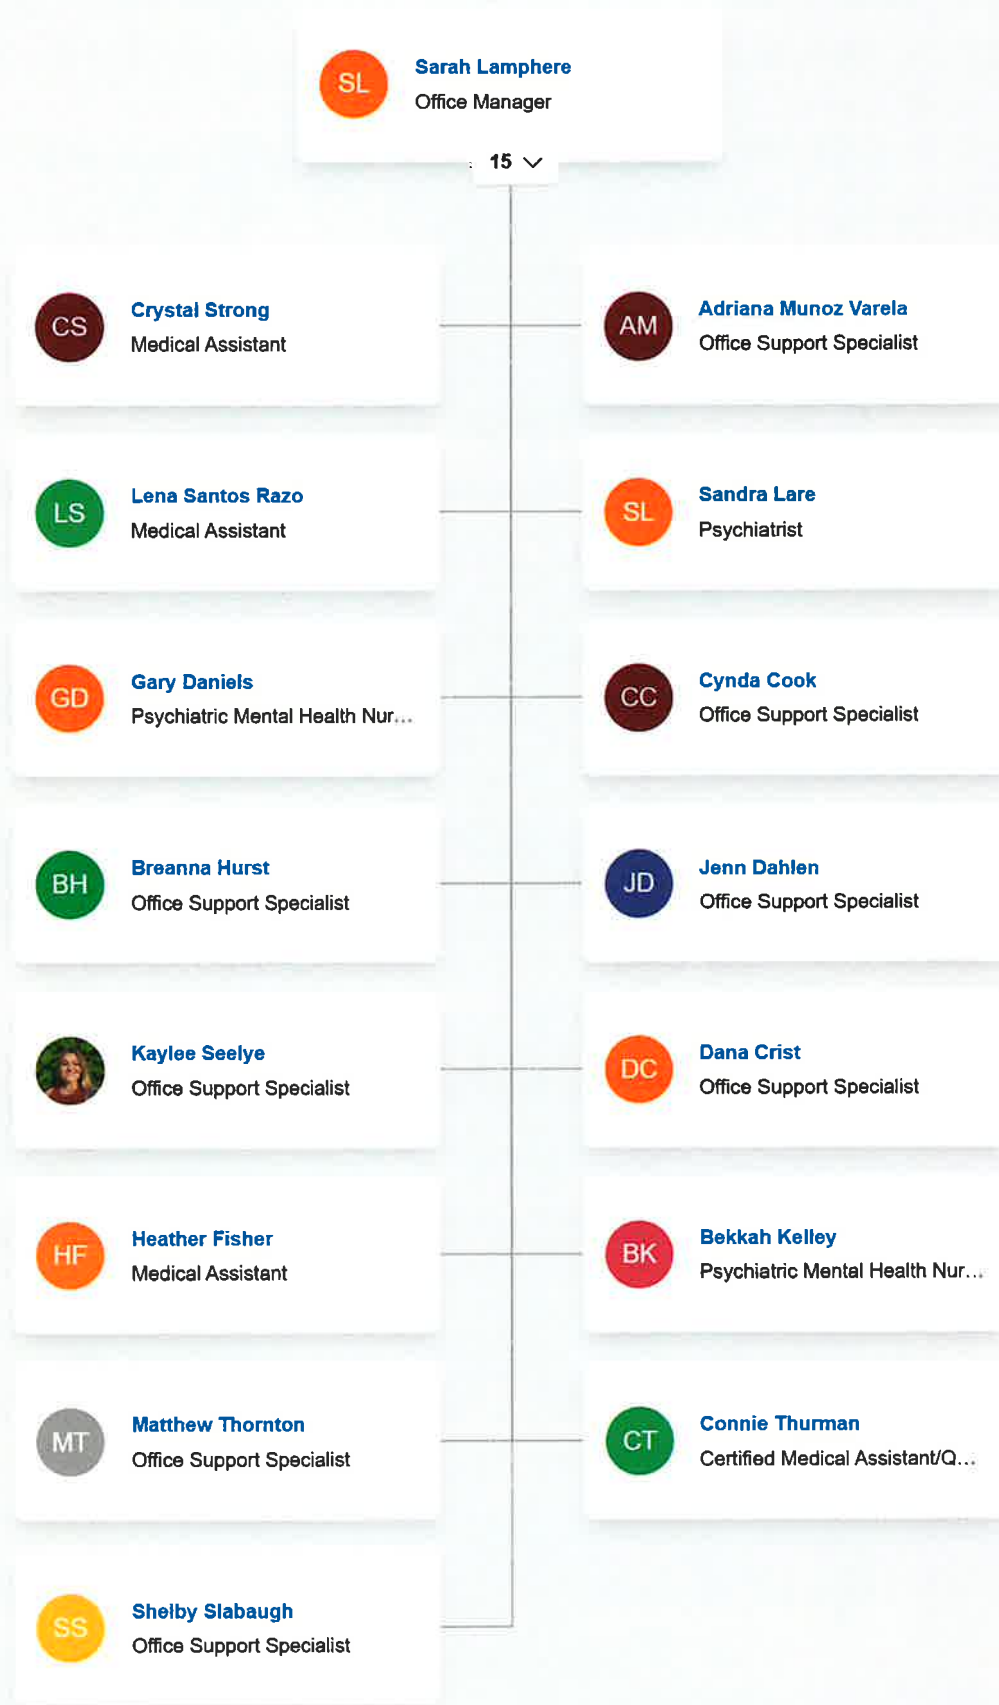 SL
Sarah Lamphere
Office Manager
15
CS
Crystal Strong
Medical Assistant
AM
Adriana Munoz Varela
Office Support Specialist
LS
Lena Santos Razo
Medical Assistant
SL
Sandra Lare
Psychiatrist
GD
Gary Daniels
Psychiatric Mental Health Nur...
CC
Cynda Cook
Office Support Specialist
BH
Breanna Hurst
Office Support Specialist
JD
Jenn Dahlen
Office Support Specialist
Kaylee Seelye
Office Support Specialist
DC
Dana Crist
Office Support Specialist
HF
Heather Fisher
Medical Assistant
BK
Bekkah Kelley
Psychiatric Mental Health Nur...
MT
Matthew Thornton
Office Support Specialist
CT
Connie Thurman
Certified Medical Assistant/Q...
SS
Shelby Slabaugh
Office Support Specialist